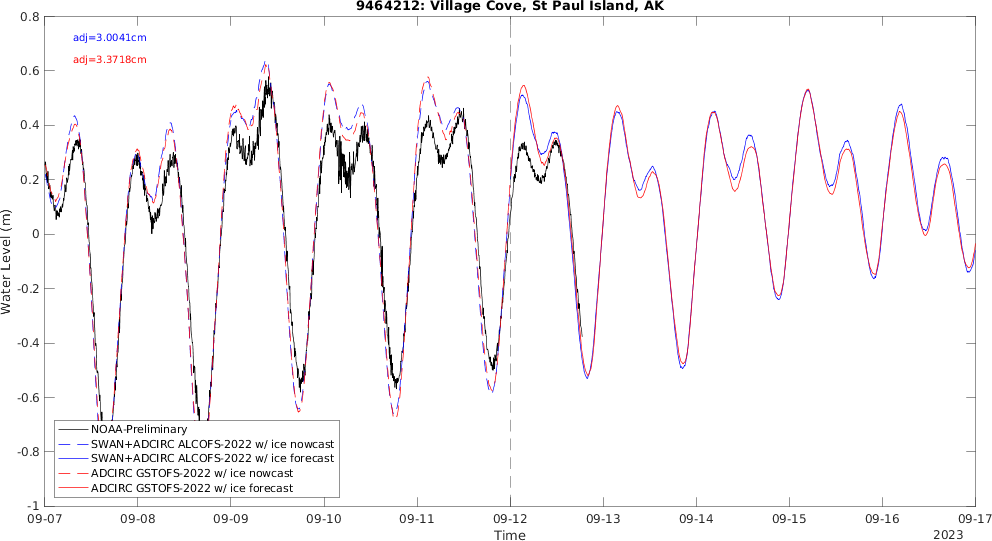 9464212: Village Cove, St Paul Island, AK
adj=3.0041cm
adj=3.3718cm
0.8
0.6
0.4
0.2
0
-0.2
-0.4
-0.6
-0.8
-1
Water Level (m)
NOAA-Preliminary
SWAN+ADCIRC ALCOFS-2022 w/ ice nowcast
SWAN+ADCIRC ALCOFS-2022 w/ ice forecast
ADCIRC GSTOFS-2022 w/ ice nowcast
ADCIRC GSTOFS-2022 w/ ice forecast
09-07 09-08 09-09 09-10 09-11 09-12 09-13 09-14 09-15 09-16 09-17
Time
2023